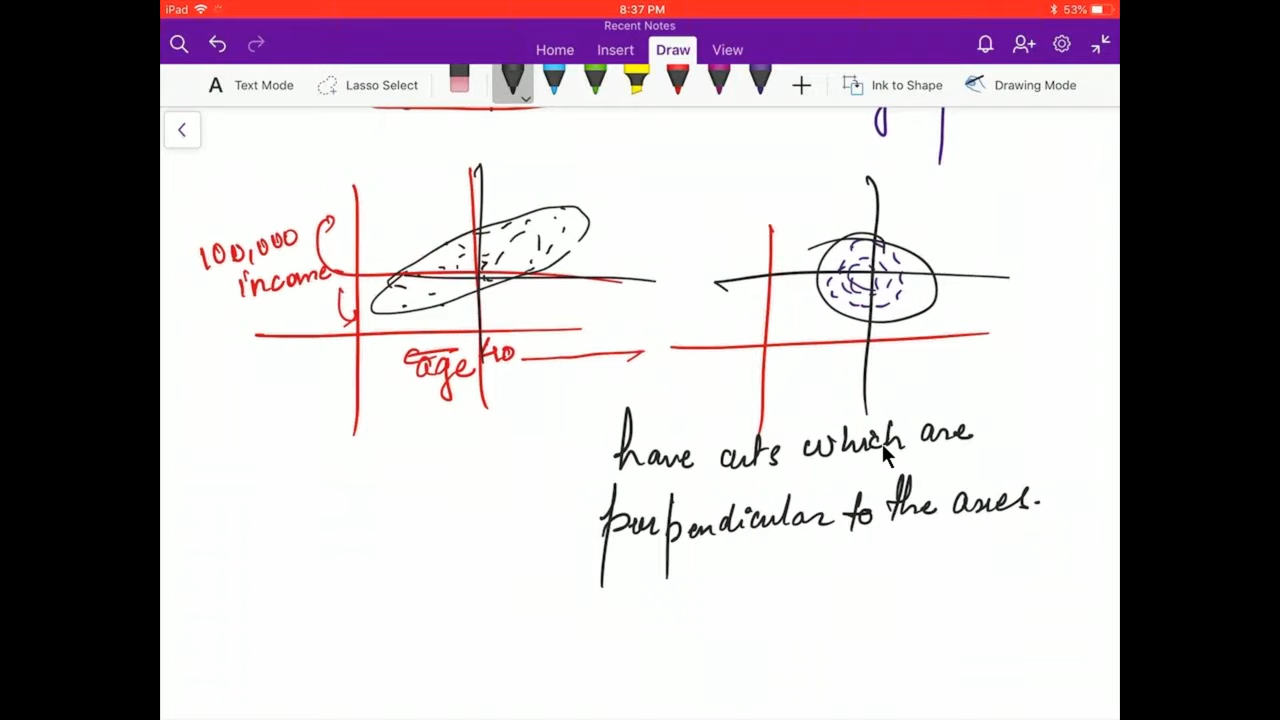 iPad 8:37 PM 53%
Recent Notes
Home Insert Draw View
A Text Mode Lasso Select Ink to Shape Drawing Mode
100,000
income
age 40
have cuts which are
perpendicular to the axes.